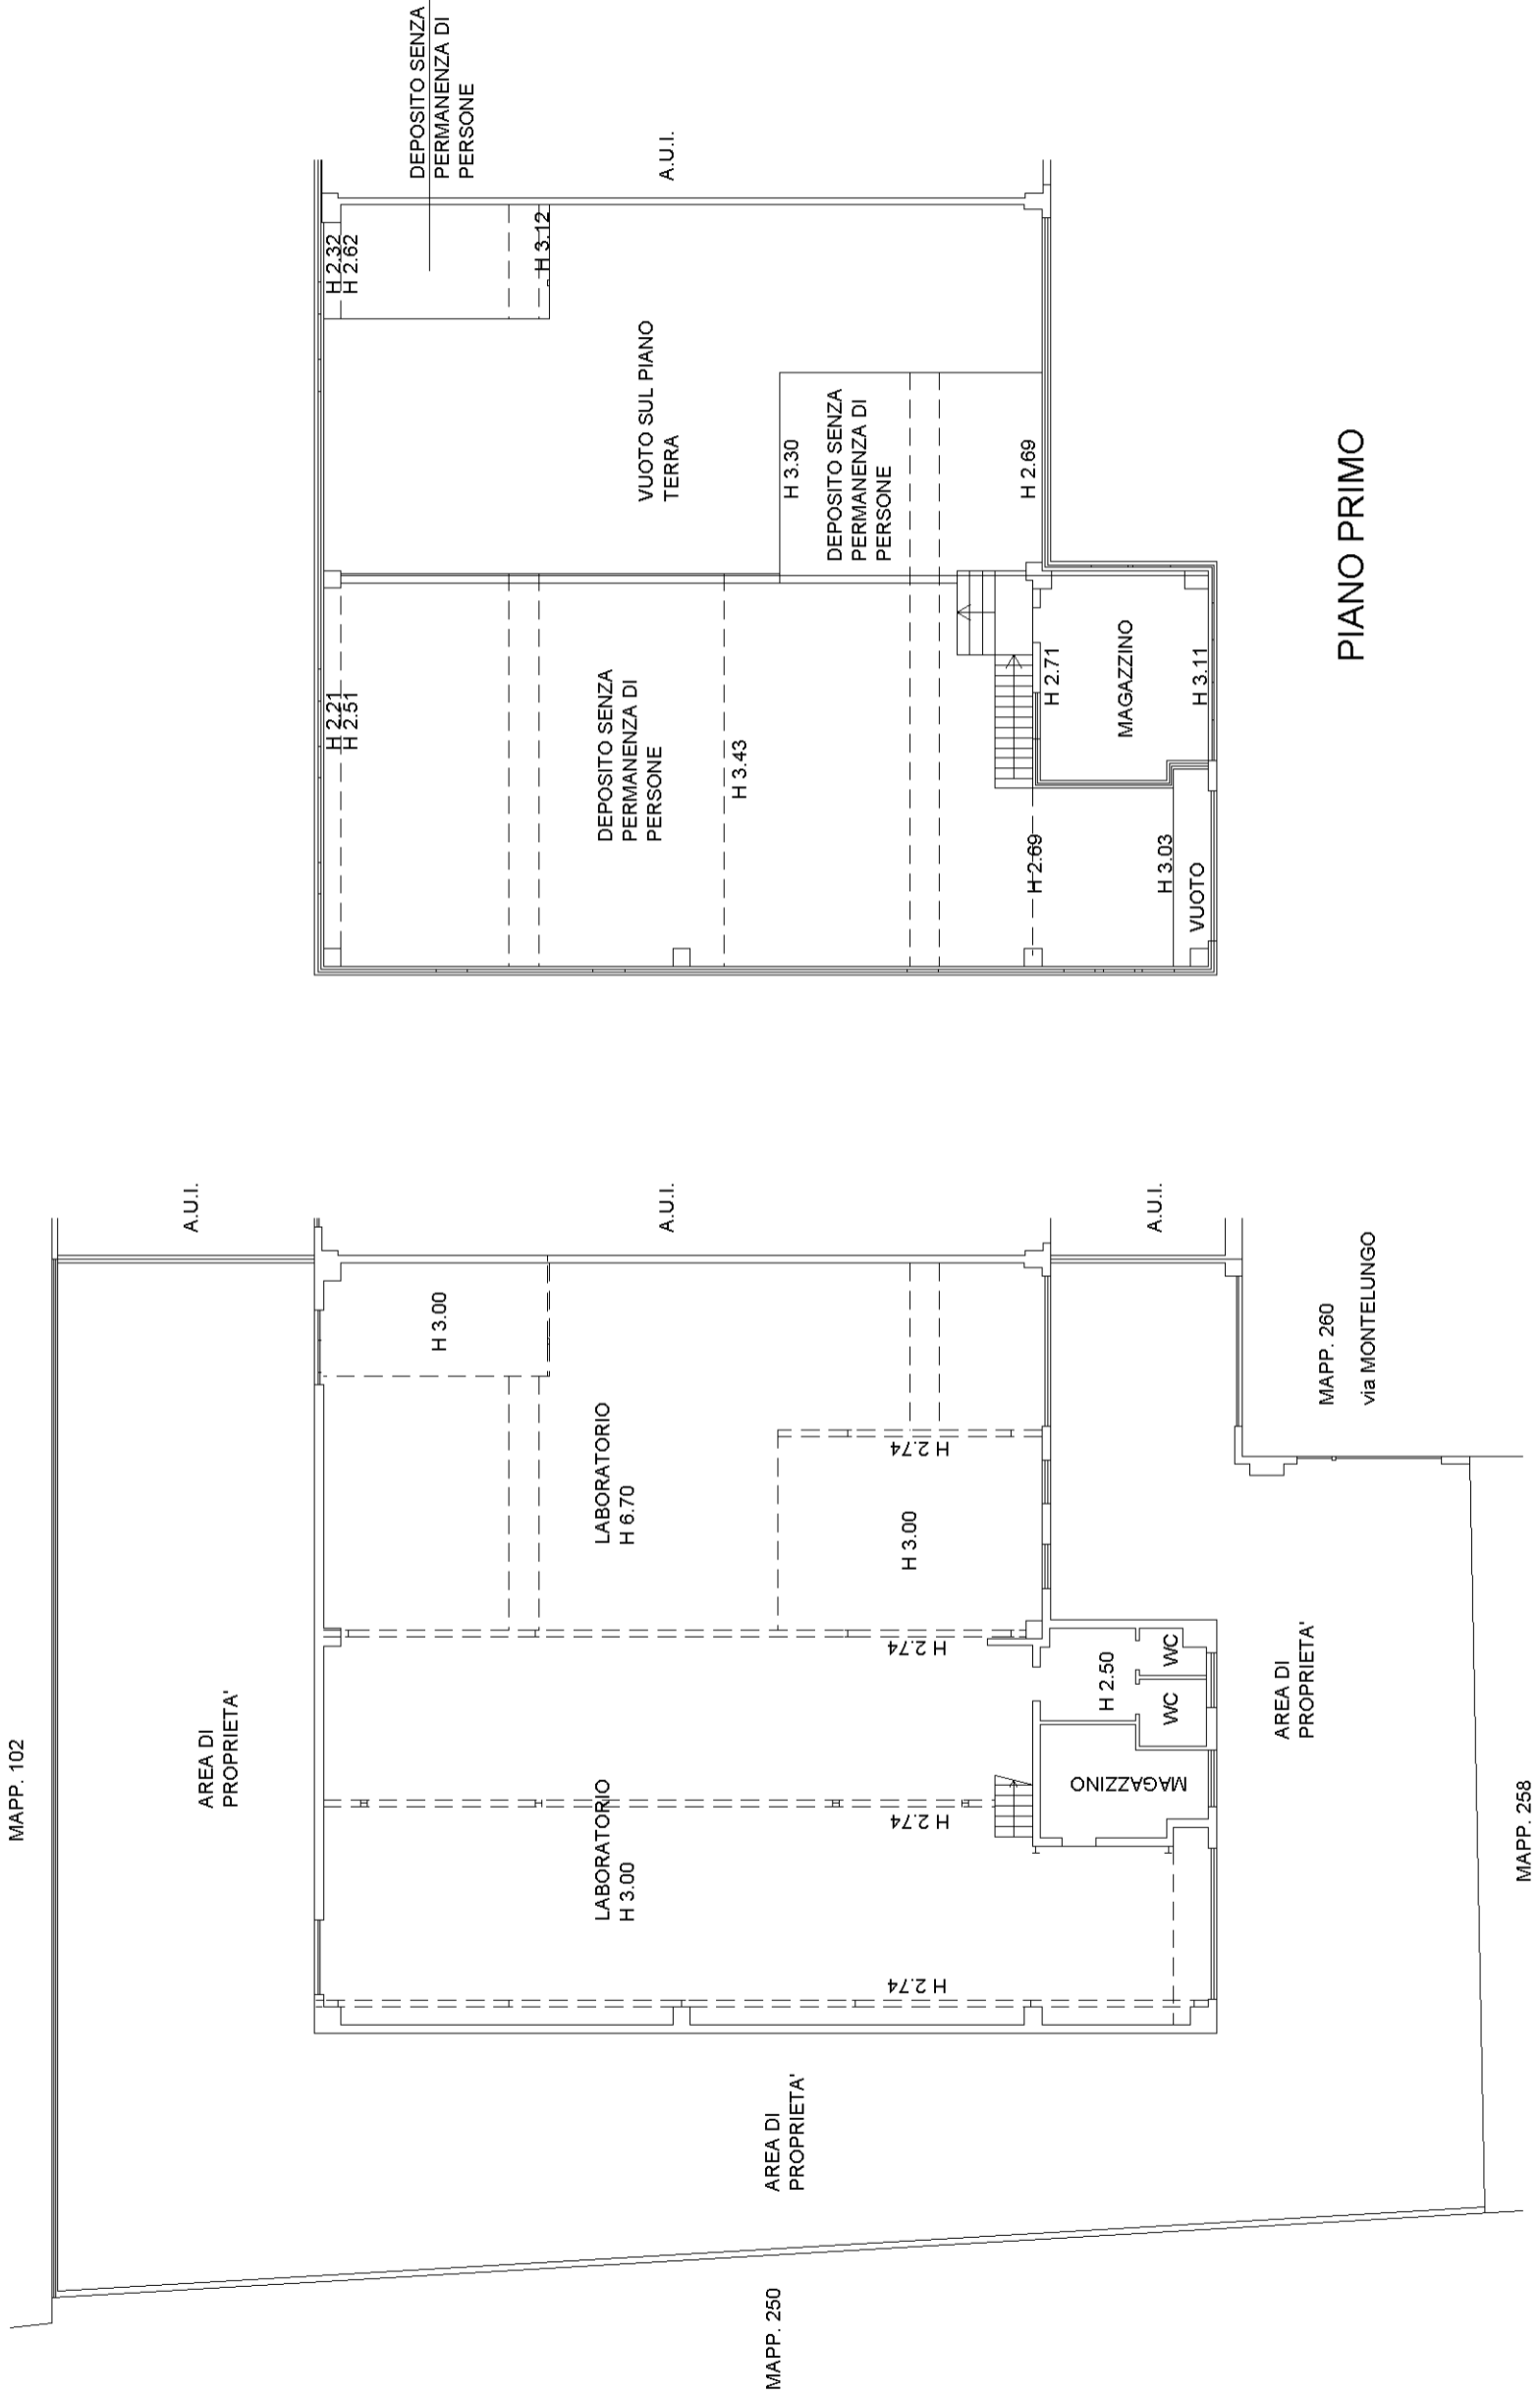 MAPP. 102
A.U.I.
AREA DI
PROPRIETA'
H 3.00
A.U.I.
LABORATORIO
H 6.70
H 2.74
H 3.00
H 2.74
LABORATORIO
H 3.00
H 2.74
H 2.74
H 2.50
WC
WC
MAGAZZINO
A.U.I.
MAPP. 260
via MONTELUNGO
AREA DI
PROPRIETA'
AREA DI
PROPRIETA'
MAPP. 250
MAPP. 258
DEPOSITO SENZA
PERMANENZA DI
PERSONE
A.U.I.
H 2.32
H 2.62
H 3.12
VUOTO SUL PIANO
TERRA
H 3.30
DEPOSITO SENZA
PERMANENZA DI
PERSONE
H 2.69
H 2.21
H 2.51
DEPOSITO SENZA
PERMANENZA DI
PERSONE
H 3.43
H 2.71
MAGAZZINO
H 3.11
H 2.69
H 3.03
VUOTO
PIANO PRIMO